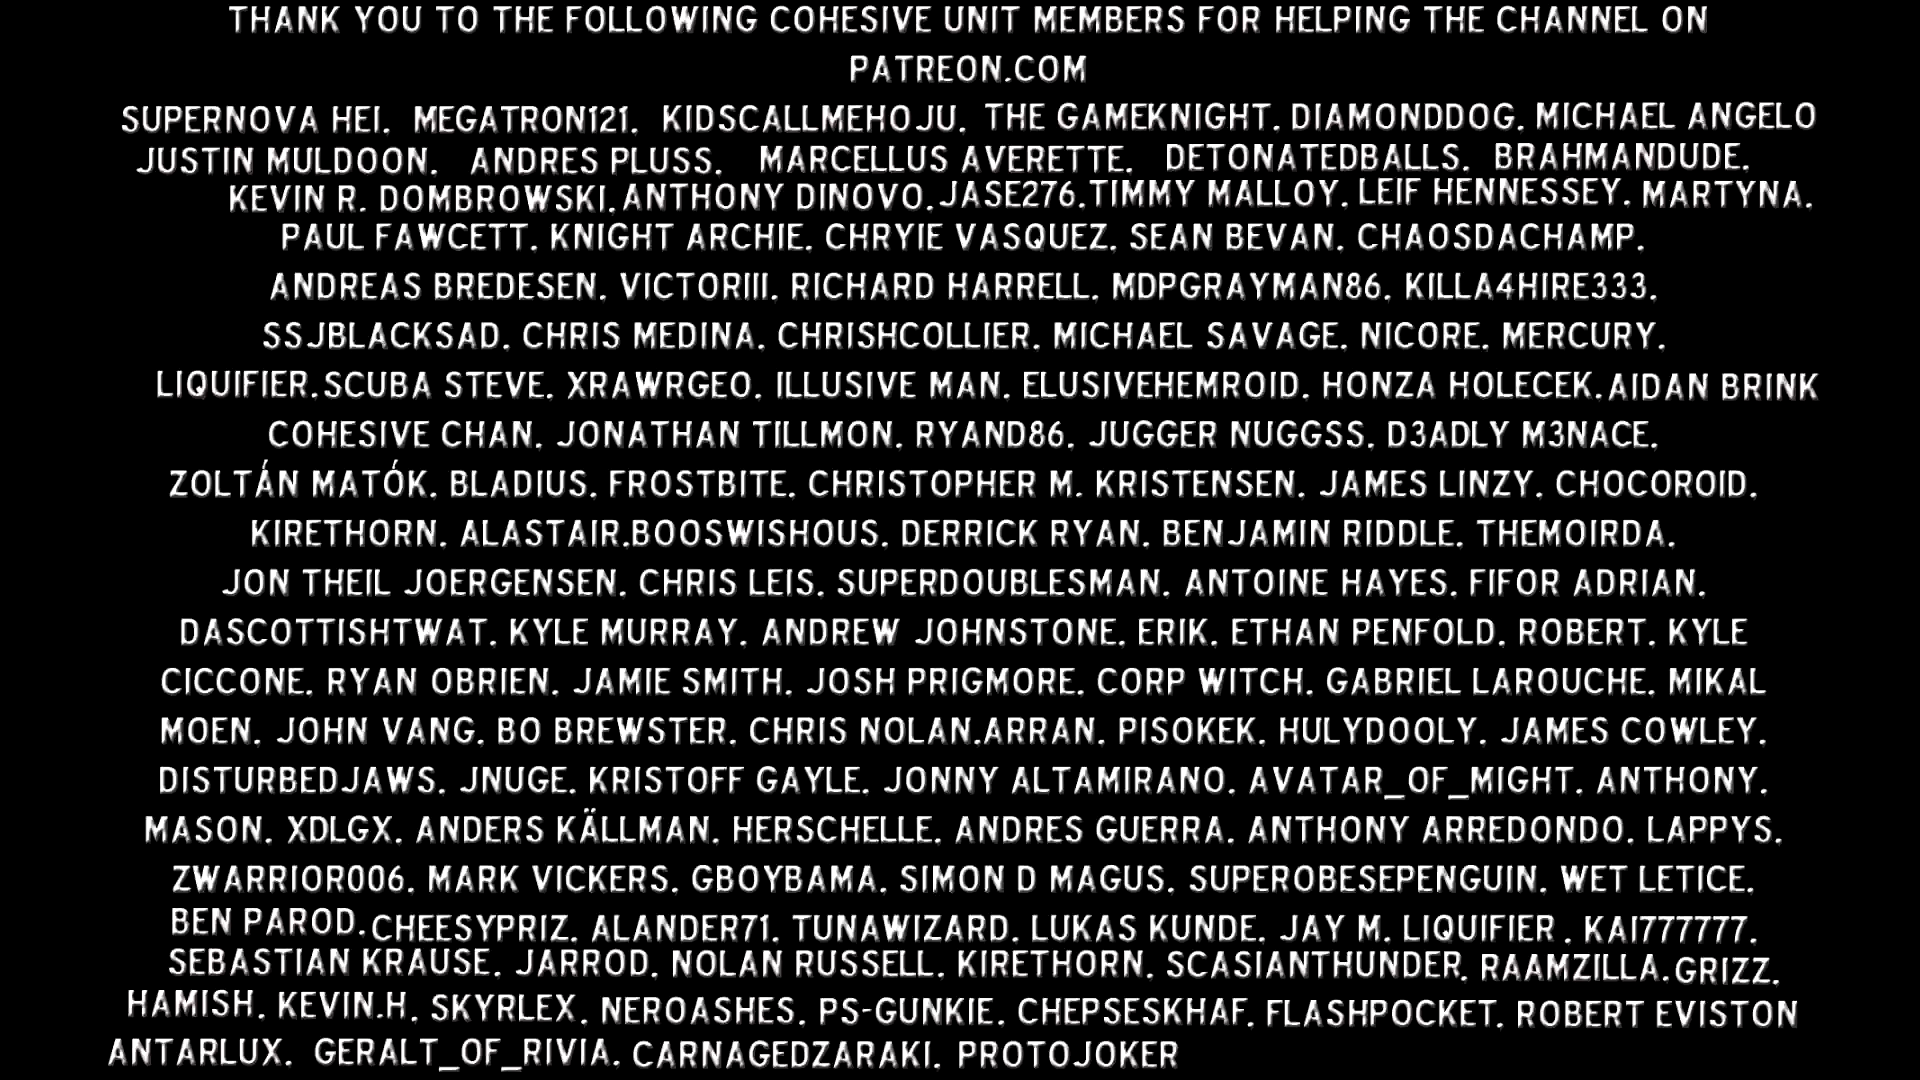 THANK YOU TO THE FOLLOWING COHESIVE UNIT MEMBERS FOR HELPING THE CHANNEL ON
PATREON.COM
SUPERNOVA HEI. MEGATRON121. KIDSCALLMEHOJU. THE GAMEKNIGHT. DIAMONDDOG. MICHAEL ANGELO
JUSTIN MULDOON. ANDRES PLUSS. MARCELLUS AVERETTE. DETONATEDBALLS. BRAHMANDUDE.
KEVIN R. DOMBROWSKI. ANTHONY DINOVO. JASE276. TIMMY MALLOY. LEIF HENNESSEY. MARTYNA.
PAUL FAWCETT. KNIGHT ARCHIE. CHRYIE VASQUEZ. SEAN BEVAN. CHAOSDACHAMP.
ANDREAS BREDESEN. VICTORIII. RICHARD HARRELL. MDPGRAYMAN86. KILLA4HIRE333.
SSJBLACKSAD. CHRIS MEDINA. CHRISHCOLLIER. MICHAEL SAVAGE. NICORE. MERCURY.
LIQUIFIER. SCUBA STEVE. XRAWRGEO. ILLUSIVE MAN. ELUSIVEHEMROID. HONZA HOLECEK. AIDAN BRINK
COHESIVE CHAN. JONATHAN TILLMON. RYAND86. JUGGER NUGGSS. D3ADLY M3NACE.
ZOLTÁN MATÓK. BLADIUS. FROSTBITE. CHRISTOPHER M. KRISTENSEN. JAMES LINZY. CHOCOROID.
KIRETHORN. ALASTAIR.BOOSWISHOUS. DERRICK RYAN. BENJAMIN RIDDLE. THEMOIRDA.
JON THEIL JOERGENSEN. CHRIS LEIS. SUPERDOUBLESMAN. ANTOINE HAYES. FIFOR ADRIAN.
DASCOTTISHTWAT. KYLE MURRAY. ANDREW JOHNSTONE. ERIK. ETHAN PENFOLD. ROBERT. KYLE
CICCONE. RYAN OBRIEN. JAMIE SMITH. JOSH PRIGMORE. CORP WITCH. GABRIEL LAROUCHE. MIKAL
MOEN. JOHN VANG. BO BREWSTER. CHRIS NOLAN.ARRAN. PISOKEK. HULYDOOLY. JAMES COWLEY.
DISTURBEDJAWS. JNUGE. KRISTOFF GAYLE. JONNY ALTAMIRANO. AVATAR_OF_MIGHT. ANTHONY.
MASON. XDLGX. ANDERS KÄLLMAN. HERSCHELLE. ANDRES GUERRA. ANTHONY ARREDONDO. LAPPYS.
ZWARRIOR006. MARK VICKERS. GBOYBAMA. SIMON D MAGUS. SUPEROBESEPENGUIN. WET LETICE.
BEN PAROD. CHEESYPRIZ. ALANDER71. TUNAWIZARD. LUKAS KUNDE. JAY M. LIQUIFIER . KAI777777.
SEBASTIAN KRAUSE. JARROD. NOLAN RUSSELL. KIRETHORN. SCASIANTHUNDER. RAAMZILLA. GRIZZ.
HAMISH. KEVIN.H. SKYRLEX. NEROASHES. PS-GUNKIE. CHEPSESKHAF. FLASHPOCKET. ROBERT EVISTON
ANTARLUX. GERALT_OF_RIVIA. CARNAGEDZARAKI. PROTOJOKER